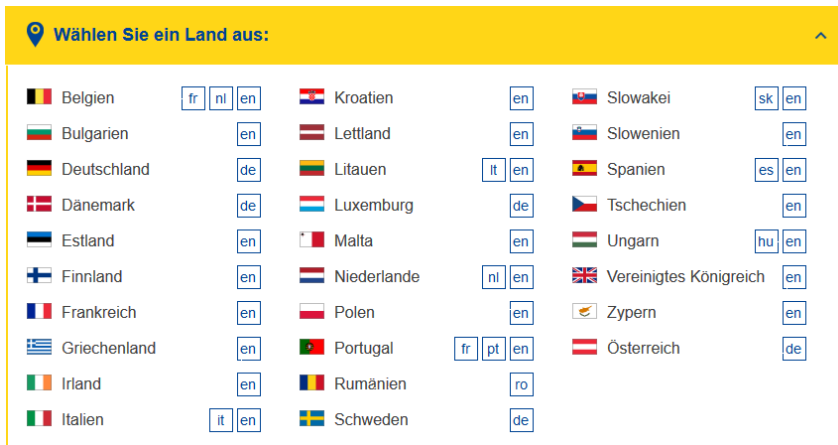 Wählen Sie ein Land aus:
Belgien fr nl en
Bulgarien en
Deutschland de
Dänemark de
Estland en
Finnland en
Frankreich en
Griechenland en
Irland en
Italien it en
Kroatien en
Lettland en
Litauen lt en
Luxemburg de
Malta en
Niederlande nl en
Polen en
Portugal fr pt en
Rumänien ro
Schweden de
Slowakei sk en
Slowenien en
Spanien es en
Tschechien en
Ungarn hu en
Vereinigtes Königreich en
Zypern en
Österreich de